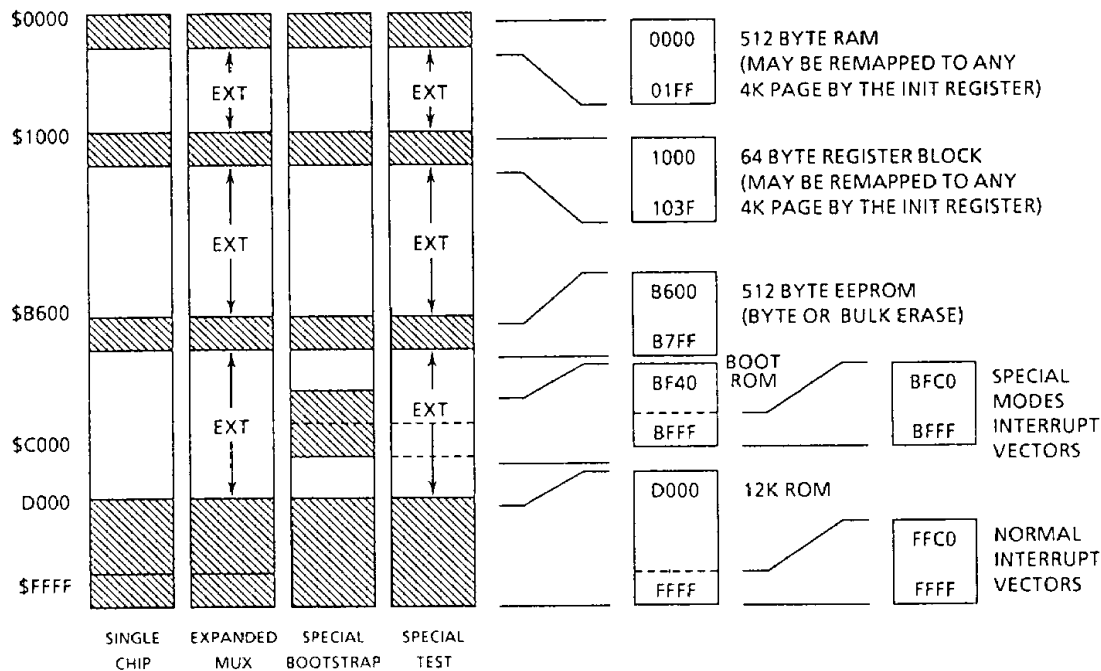 $0000
$1000
$B600
$C000
D000
$FFFF
EXT
EXT
EXT
EXT
EXT
EXT
SINGLE
CHIP
EXPANDED
MUX
SPECIAL
BOOTSTRAP
SPECIAL
TEST
0000
01FF
512 BYTE RAM
(MAY BE REMAPPED TO ANY
4K PAGE BY THE INIT REGISTER)
1000
103F
64 BYTE REGISTER BLOCK
(MAY BE REMAPPED TO ANY
4K PAGE BY THE INIT REGISTER)
B600
B7FF
512 BYTE EEPROM
(BYTE OR BULK ERASE)
BF40
BFFF
BOOT
ROM
BFC0
BFFF
SPECIAL
MODES
INTERRUPT
VECTORS
D000
FFFF
12K ROM
FFC0
FFFF
NORMAL
INTERRUPT
VECTORS